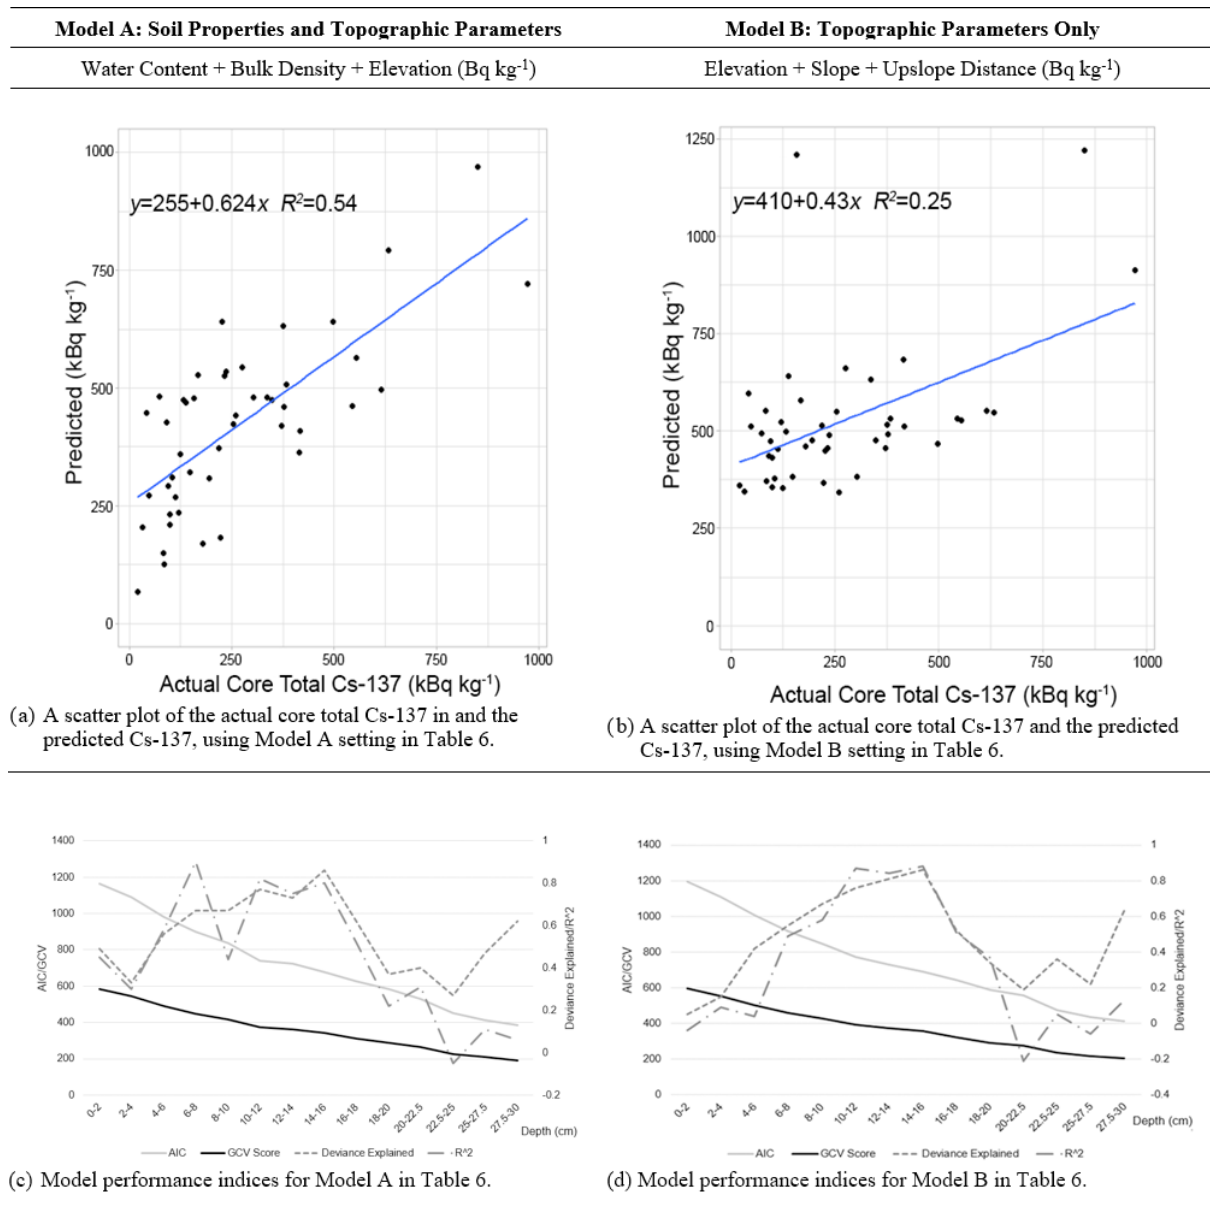 Model A: Soil Properties and Topographic Parameters
Model B: Topographic Parameters Only
Water Content + Bulk Density + Elevation (Bq kg-1)
Elevation + Slope + Upslope Distance (Bq kg-1)
y=255+0.624x R2=0.54
Predicted (kBq kg-1)
1000
750
500
250
0
0 250 500 750 1000
Actual Core Total Cs-137 (kBq kg-1)
(a) A scatter plot of the actual core total Cs-137 in and the
predicted Cs-137, using Model A setting in Table 6.
y=410+0.43x R2=0.25
Predicted (kBq kg-1)
1250
1000
750
500
250
0
0 250 500 750 1000
Actual Core Total Cs-137 (kBq kg-1)
(b) A scatter plot of the actual core total Cs-137 and the predicted
Cs-137, using Model B setting in Table 6.
AIC/GCV
1400
1200
1000
800
600
400
200
0
1
0.8
0.6
0.4
0.2
0
-0.2
Deviance Explained/R^2
0-2 2-4 4-6 6-8 8-10 10-12 12-14 14-16 16-18 18-20 20-22.5 22.5-25 25-27.5 27.5-30
Depth (cm)
AIC GCV Score Deviance Explained R^2
(c) Model performance indices for Model A in Table 6.
AIC/GCV
1400
1200
1000
800
600
400
200
0
1
0.8
0.6
0.4
0.2
0
-0.2
-0.4
Deviance Explained/R^2
0-2 2-4 4-6 6-8 8-10 10-12 12-14 14-16 16-18 18-20 20-22.5 22.5-25 25-27.5 27.5-30
Depth (cm)
AIC GCV Score Deviance Explained R^2
(d) Model performance indices for Model B in Table 6.